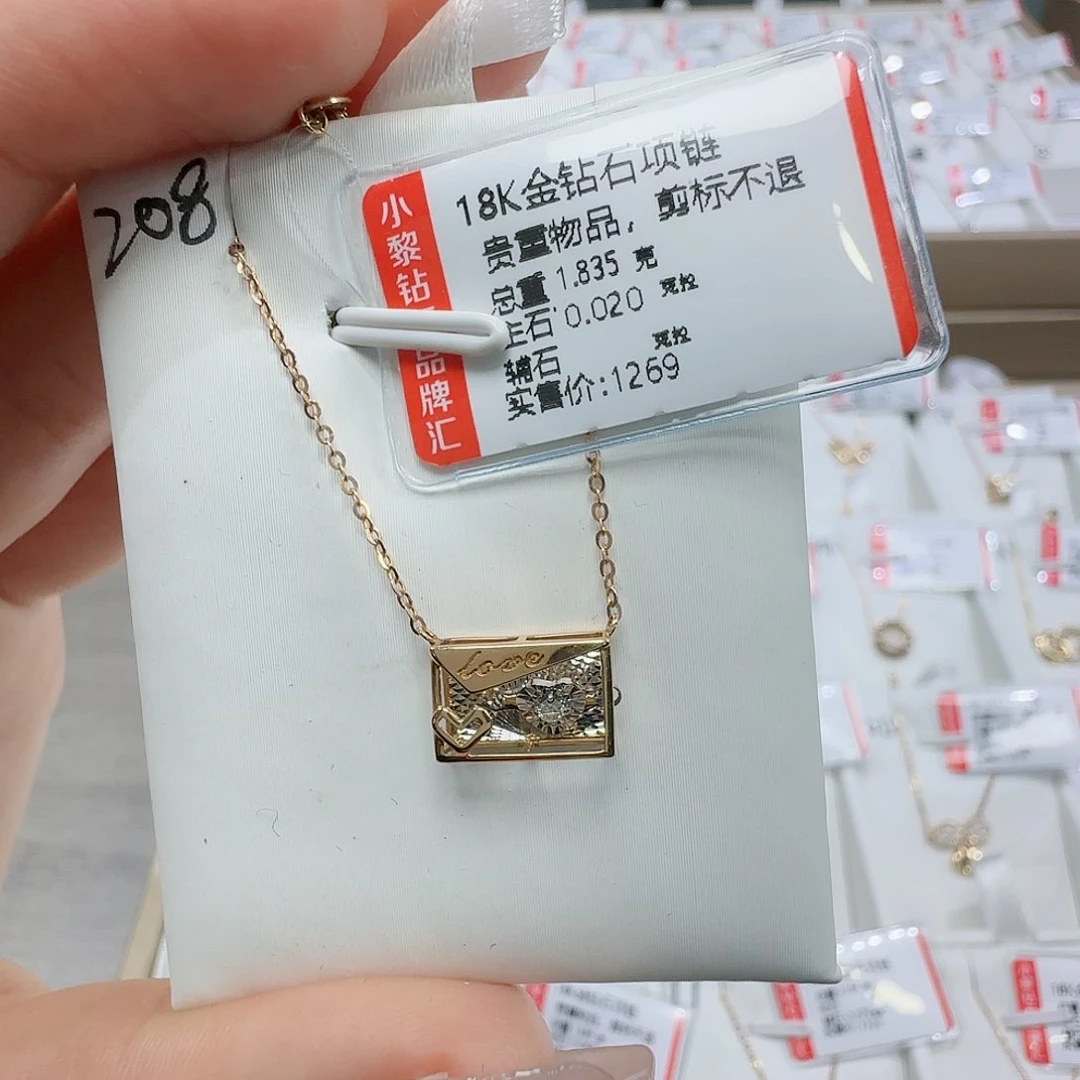 208
小黎钻
品牌汇
18K金钻石项链
贵重物品，剪标不退
总重 1.835 克
主石 0.020 克拉
辅石 克拉
实售价:1269
love